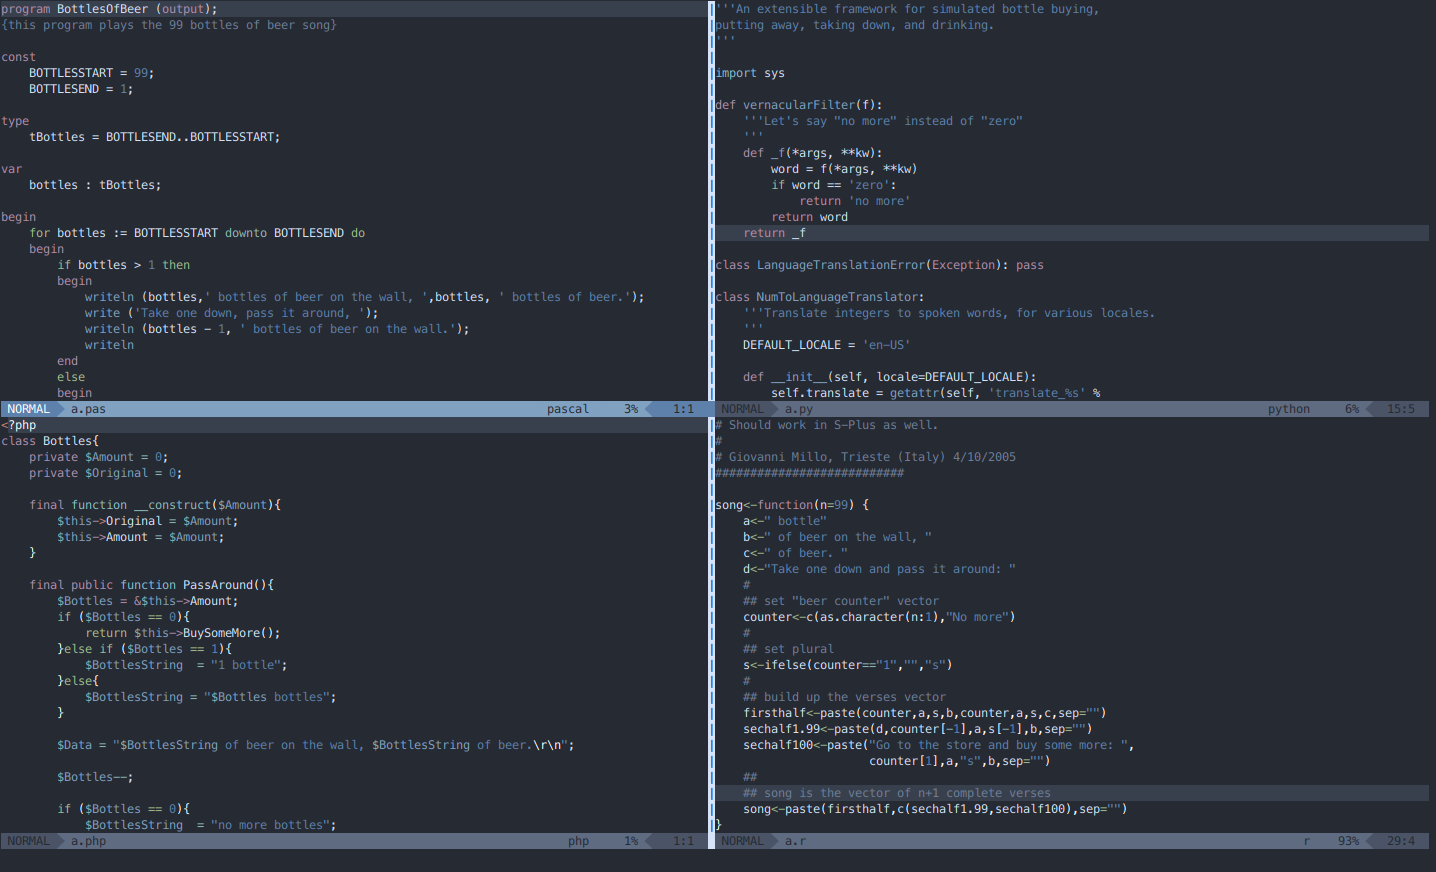 program BottlesOfBeer (output);
{this program plays the 99 bottles of beer song}
const
    BOTTLESSTART = 99;
    BOTTLESEND = 1;
type
    tBottles = BOTTLESEND..BOTTLESSTART;
var
    bottles : tBottles;
begin
    for bottles := BOTTLESSTART downto BOTTLESEND do
    begin
        if bottles > 1 then
        begin
            writeln (bottles,' bottles of beer on the wall, ',bottles, ' bottles of beer.');
            write ('Take one down, pass it around, ');
            writeln (bottles - 1, ' bottles of beer on the wall.');
            writeln
        end
        else
        begin
NORMAL a.pas pascal 3% 1:1
'''An extensible framework for simulated bottle buying,
putting away, taking down, and drinking.
'''
import sys
def vernacularFilter(f):
    '''Let's say "no more" instead of "zero"
    '''
    def _f(*args, **kw):
        word = f(*args, **kw)
        if word == 'zero':
            return 'no more'
        return word
    return _f
class LanguageTranslationError(Exception): pass
class NumToLanguageTranslator:
    '''Translate integers to spoken words, for various locales.
    '''
    DEFAULT_LOCALE = 'en-US'
    def __init__(self, locale=DEFAULT_LOCALE):
        self.translate = getattr(self, 'translate_%s' %
NORMAL a.py python 6% 15:5
<?php
class Bottles{
    private $Amount = 0;
    private $Original = 0;
    final function __construct($Amount){
        $this->Original = $Amount;
        $this->Amount = $Amount;
    }
    final public function PassAround(){
        $Bottles = &$this->Amount;
        if ($Bottles == 0){
            return $this->BuySomeMore();
        }else if ($Bottles == 1){
            $BottlesString  = "1 bottle";
        }else{
            $BottlesString = "$Bottles bottles";
        }
        $Data = "$BottlesString of beer on the wall, $BottlesString of beer.\r\n";
        $Bottles--;
        if ($Bottles == 0){
            $BottlesString  = "no more bottles";
NORMAL a.php php 1% 1:1
# Should work in S-Plus as well.
#
# Giovanni Millo, Trieste (Italy) 4/10/2005
###########################
song<-function(n=99) {
    a<-" bottle"
    b<-" of beer on the wall, "
    c<-" of beer. "
    d<-"Take one down and pass it around: "
    #
    ## set "beer counter" vector
    counter<-c(as.character(n:1),"No more")
    #
    ## set plural
    s<-ifelse(counter=="1","","s")
    #
    ## build up the verses vector
    firsthalf<-paste(counter,a,s,b,counter,a,s,c,sep="")
    sechalf1.99<-paste(d,counter[-1],a,s[-1],b,sep="")
    sechalf100<-paste("Go to the store and buy some more: ",
                      counter[1],a,"s",b,sep="")
    ##
    ## song is the vector of n+1 complete verses
    song<-paste(firsthalf,c(sechalf1.99,sechalf100),sep="")
}
NORMAL a.r r 93% 29:4